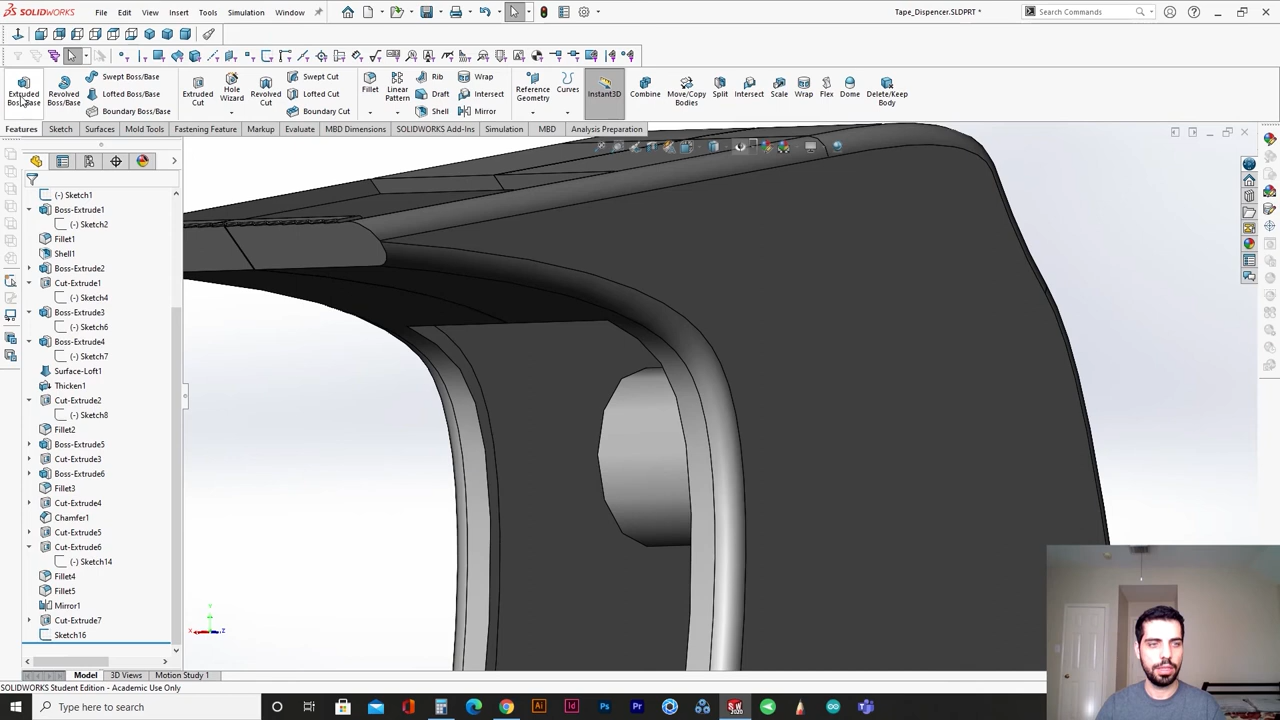 SOLIDWORKS
File
Edit
View
Insert
Tools
Simulation
Window
Tape_Dispenser.SLDPRT *
Search Commands
Extruded Boss/Base
Revolved Boss/Base
Swept Boss/Base
Lofted Boss/Base
Boundary Boss/Base
Extruded Cut
Hole Wizard
Revolved Cut
Swept Cut
Lofted Cut
Boundary Cut
Fillet
Linear Pattern
Rib
Draft
Shell
Wrap
Intersect
Mirror
Reference Geometry
Curves
Instant3D
Combine
Move/Copy Bodies
Split
Intersect
Scale
Wrap
Flex
Dome
Delete/Keep Body
Features
Sketch
Surfaces
Mold Tools
Fastening Feature
Markup
Evaluate
MBD Dimensions
SOLIDWORKS Add-Ins
Simulation
MBD
Analysis Preparation
(-) Sketch1
Boss-Extrude1
(-) Sketch2
Fillet1
Shell1
Boss-Extrude2
Cut-Extrude1
(-) Sketch4
Boss-Extrude3
(-) Sketch6
Boss-Extrude4
(-) Sketch7
Surface-Loft1
Thicken1
Cut-Extrude2
(-) Sketch8
Fillet2
Boss-Extrude5
Cut-Extrude3
Boss-Extrude6
Fillet3
Cut-Extrude4
Chamfer1
Cut-Extrude5
Cut-Extrude6
(-) Sketch14
Fillet4
Fillet5
Mirror1
Cut-Extrude7
Sketch16
Model
3D Views
Motion Study 1
SOLIDWORKS Student Edition - Academic Use Only
Type here to search